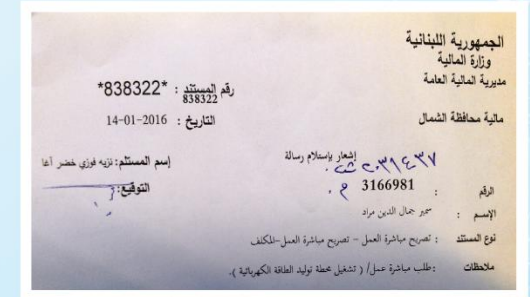 الجمهورية اللبنانية
وزارة المالية
مديرية المالية العامة
رقم المستند : *838322*
838322
مالية محافظة الشمال
التاريخ : 14-01-2016
إشعار بإستلام رسالة
إسم المستلم: نزيه فوزي خضر آغا
التوقيع:
الرقم : 3166981
الإسم : سمير جمال الدين مراد
نوع المستند : تصريح مباشرة العمل - تصريح مباشرة العمل-المكلف
ملاحظات : طلب مباشرة عمل/ ( تشغيل محطة توليد الطاقة الكهربائية ).